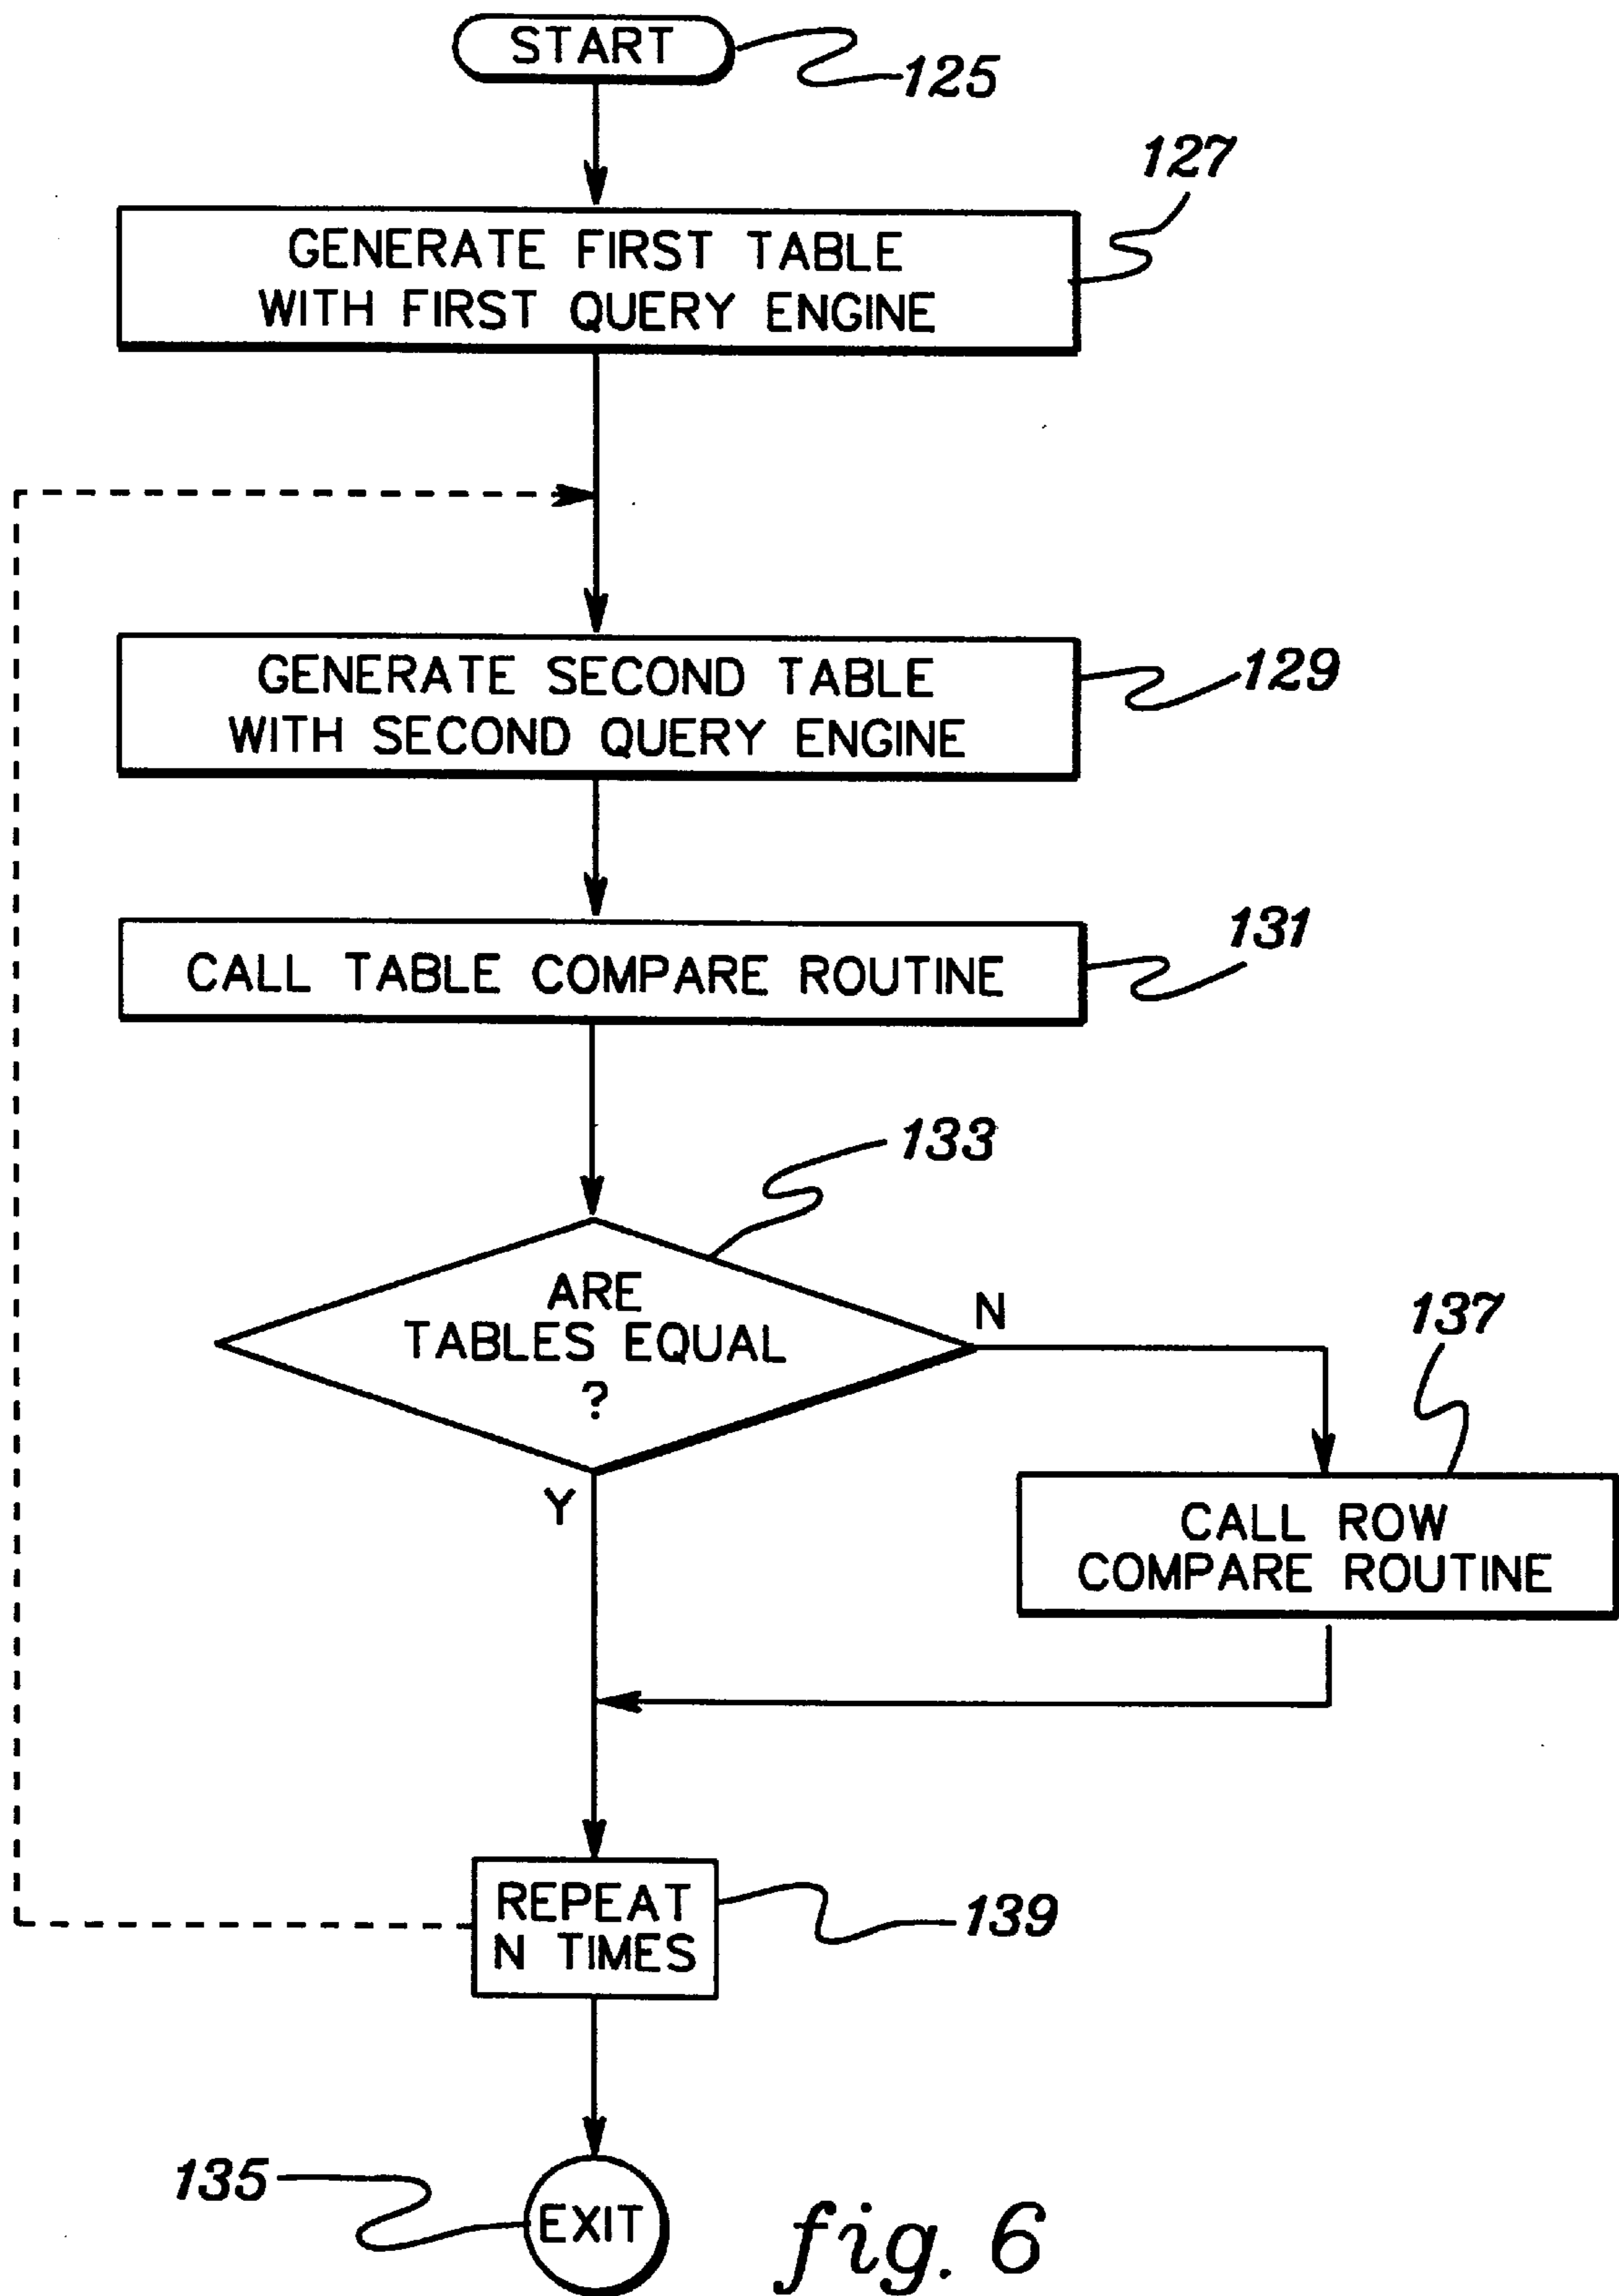 START
125
127
GENERATE FIRST TABLE
WITH FIRST QUERY ENGINE
GENERATE SECOND TABLE
WITH SECOND QUERY ENGINE
129
CALL TABLE COMPARE ROUTINE
131
133
ARE
TABLES EQUAL
?
N
137
Y
CALL ROW
COMPARE ROUTINE
REPEAT
N TIMES
139
135
EXIT
fig. 6